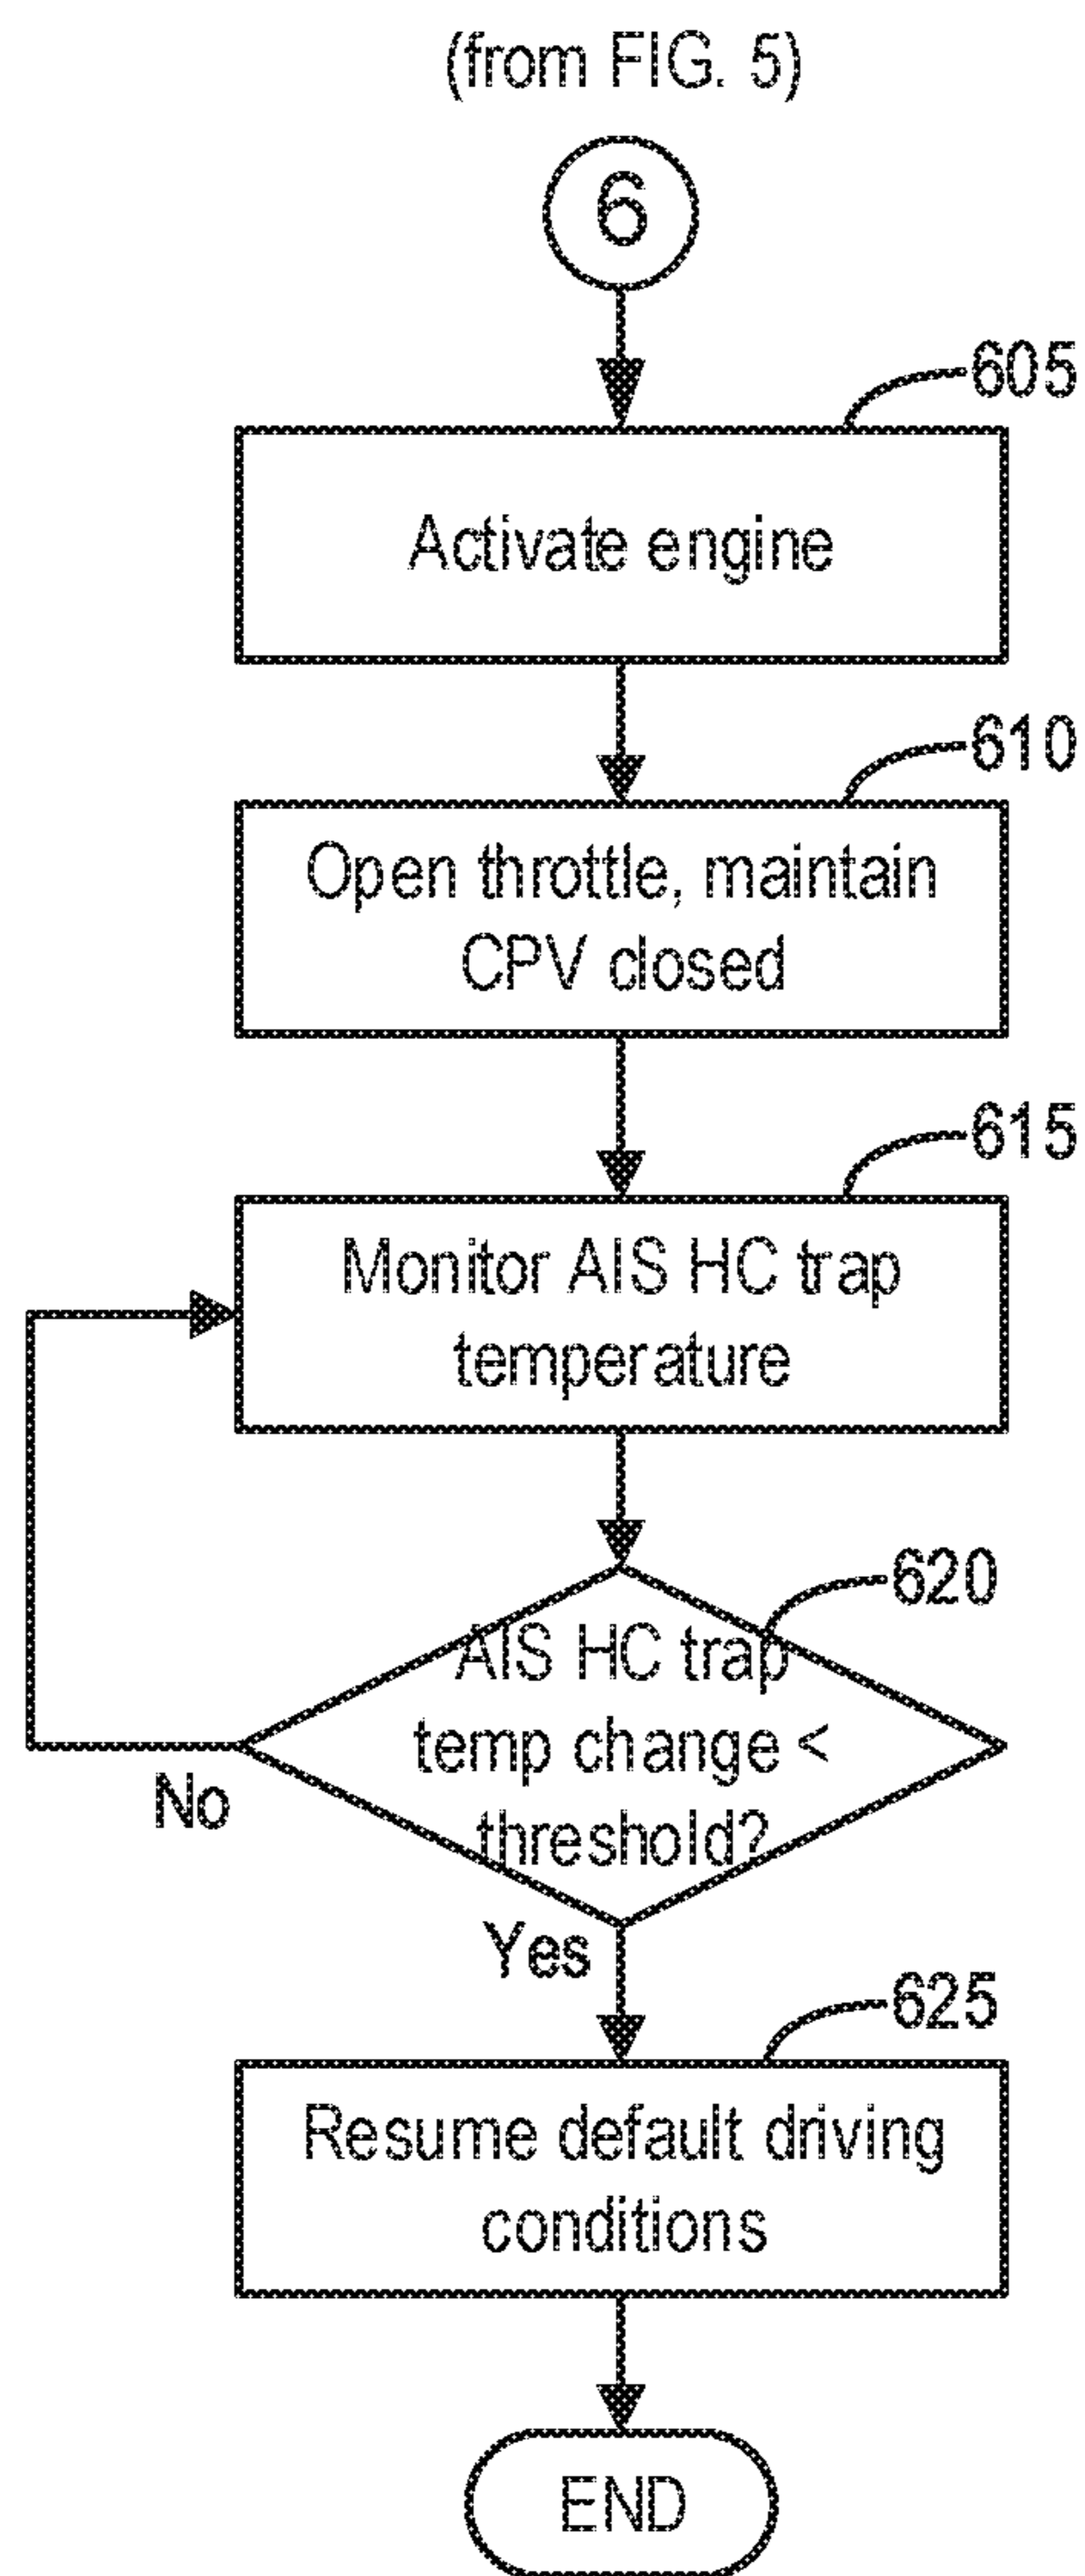 (from FIG. 5)
6
605
Activate engine
610
Open throttle, maintain
CPV closed
615
Monitor AIS HC trap
temperature
620
AIS HC trap
temp change <
threshold?
No
Yes
625
Resume default driving
conditions
END